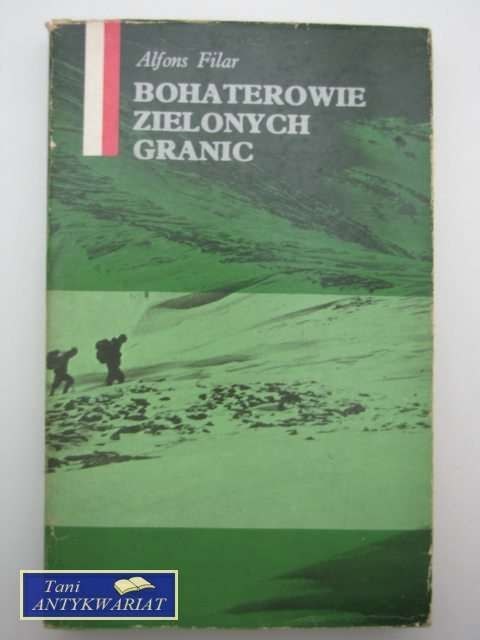 Alfons Filar
BOHATEROWIE
ZIELONYCH
GRANIC
Tani
ANTYKWARIAT